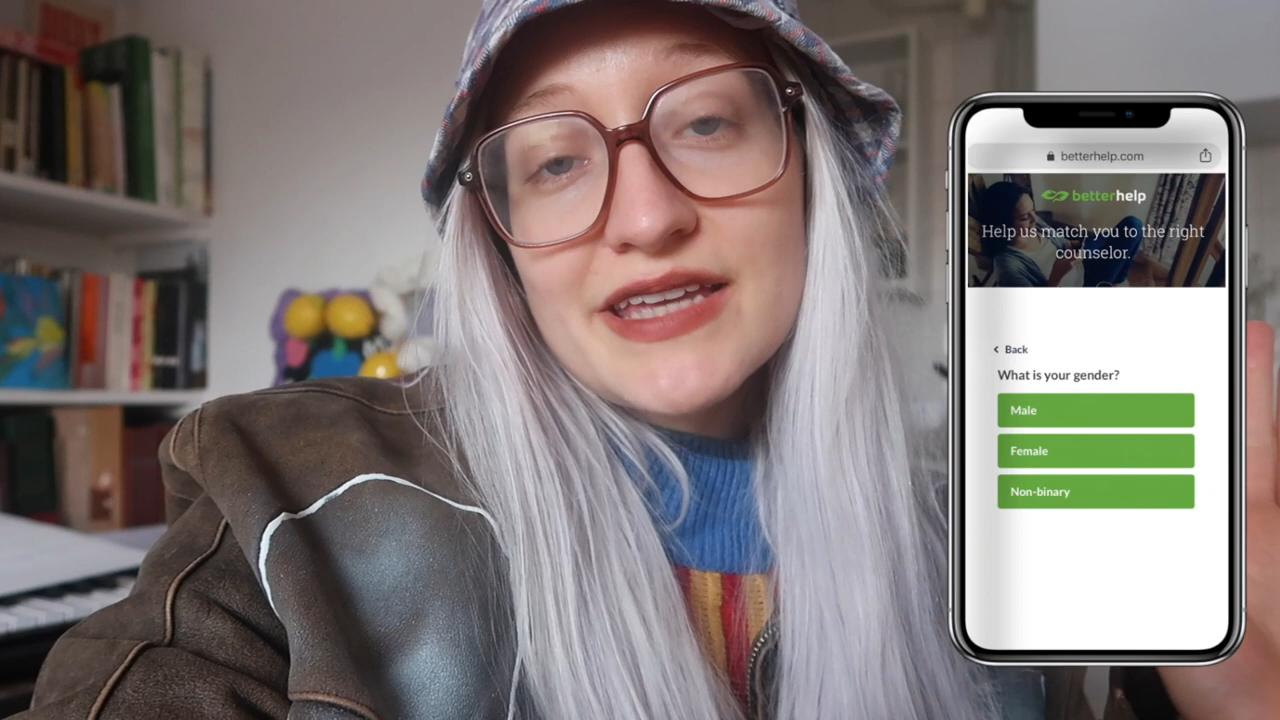 betterhelp.com
betterhelp
Help us match you to the right
counselor.
Back
What is your gender?
Male
Female
Non-binary